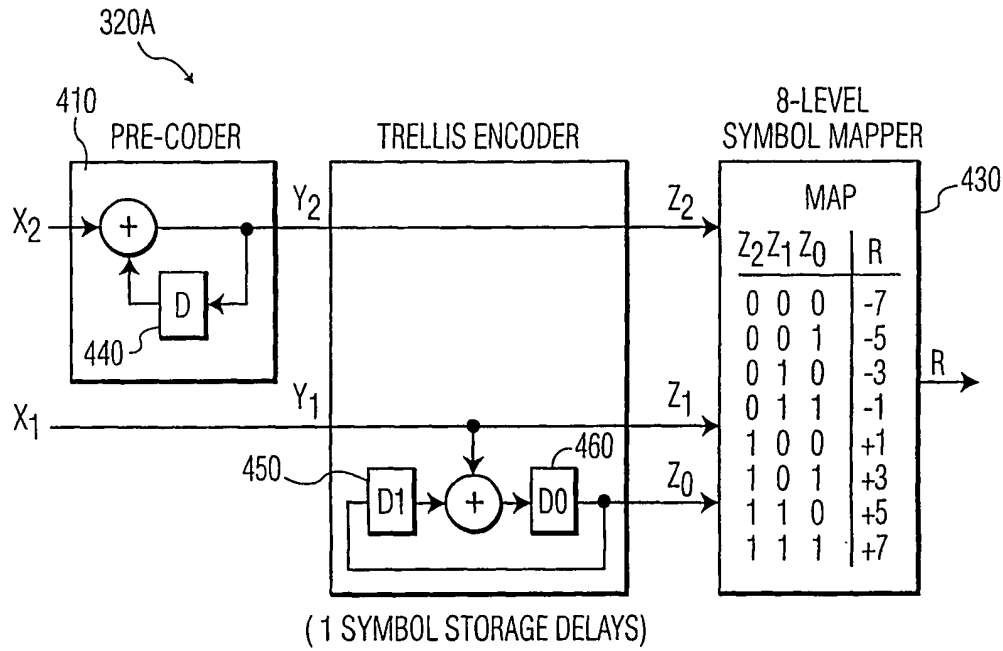 320A
410
PRE-CODER
TRELLIS ENCODER
8-LEVEL
SYMBOL MAPPER
430
X2
+
Y2
Z2
MAP
Z2 Z1 Z0 R
0 0 0 -7
0 0 1 -5
0 1 0 -3
0 1 1 -1
1 0 0 +1
1 0 1 +3
1 1 0 +5
1 1 1 +7
D
440
R
X1
Y1
Z1
450
460
D1
+
D0
Z0
( 1 SYMBOL STORAGE DELAYS)